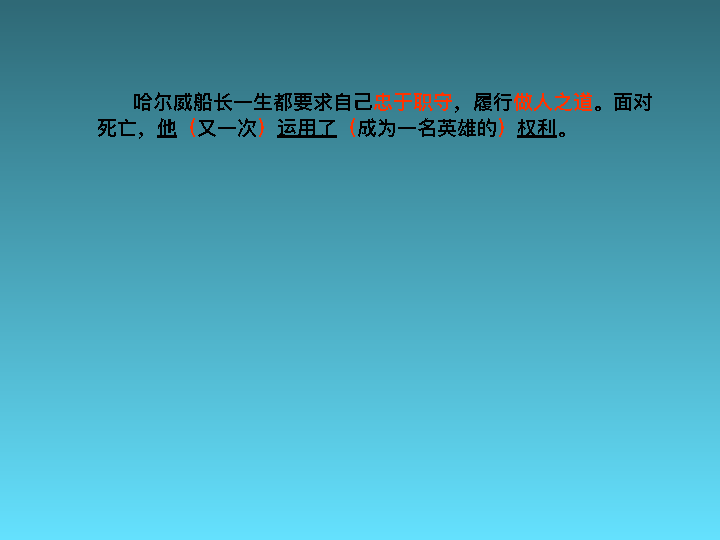 哈尔威船长一生都要求自己忠于职守，履行做人之道。面对
死亡，他（又一次）运用了（成为一名英雄的）权利。